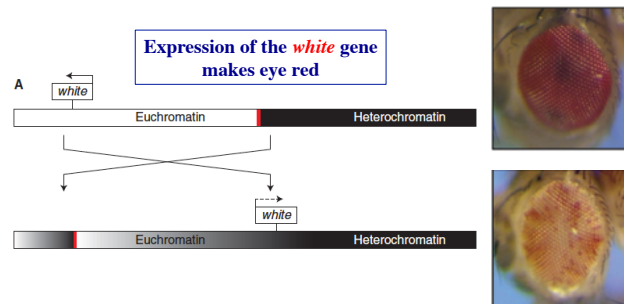 Expression of the white gene
makes eye red
A
white
Euchromatin
Heterochromatin
white
Euchromatin
Heterochromatin